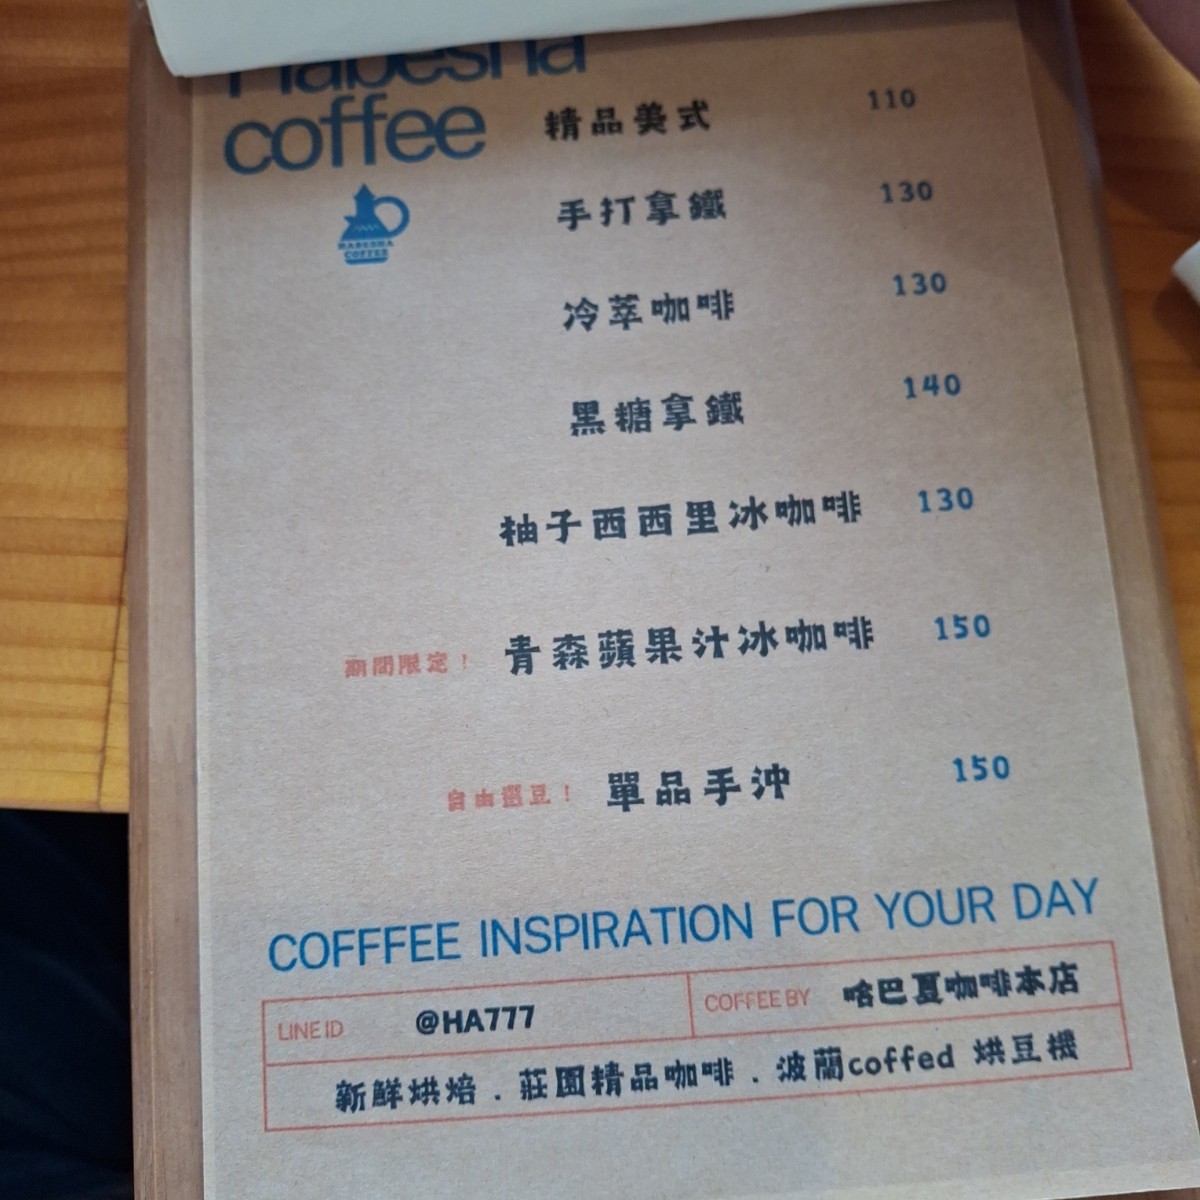 Habesha
coffee
精品美式 110
HABESHA
COFFEE
手打拿鐵 130
冷萃咖啡 130
黑糖拿鐵 140
柚子西西里冰咖啡 130
期間限定！ 青森蘋果汁冰咖啡 150
自由選豆！ 單品手沖 150
COFFFEE INSPIRATION FOR YOUR DAY
LINE ID @HA777 COFFEE BY 哈巴夏咖啡本店
新鮮烘焙．莊園精品咖啡．波蘭coffed 烘豆機